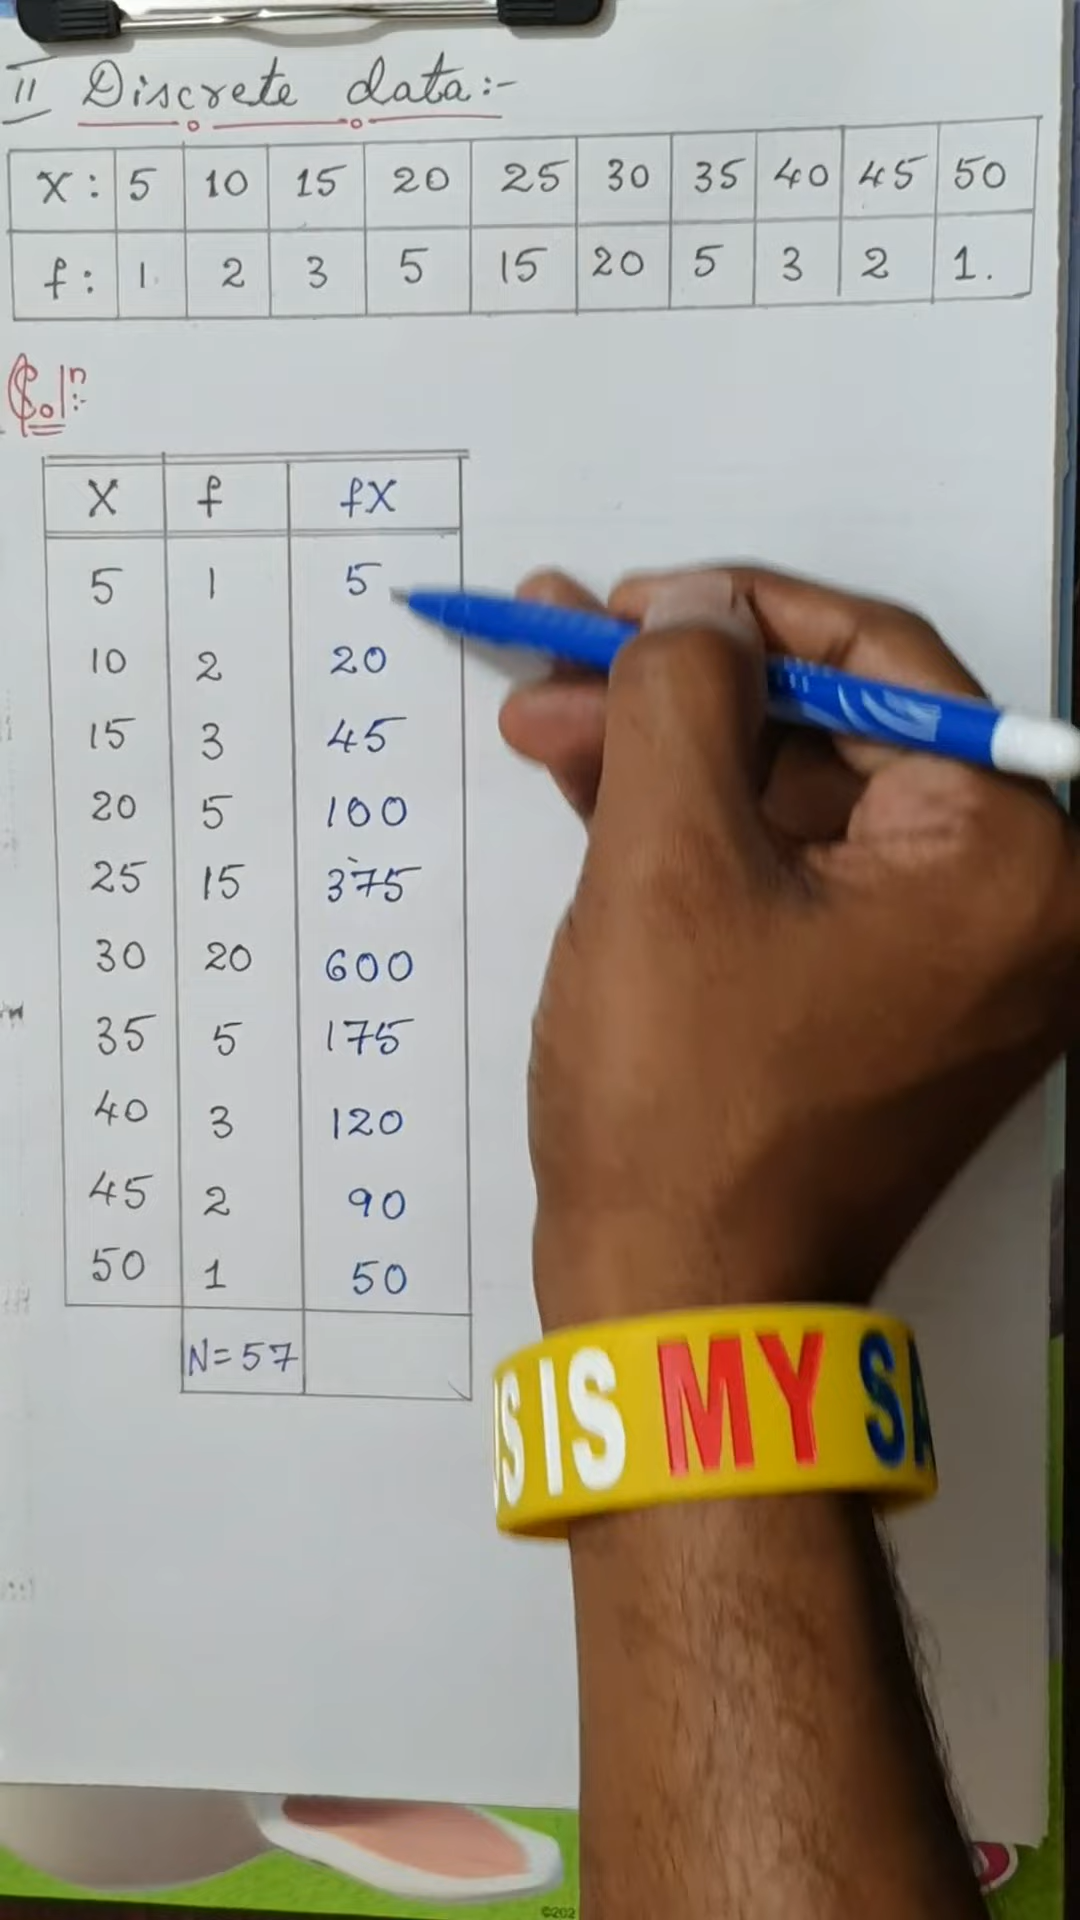 II Discrete data:-
X: 5 10 15 20 25 30 35 40 45 50
f: 1 2 3 5 15 20 5 3 2 1.
Solⁿ:-
X f fX
5 1 5
10 2 20
15 3 45
20 5 100
25 15 375
30 20 600
35 5 175
40 3 120
45 2 90
50 1 50
N=57
IS MY
©202